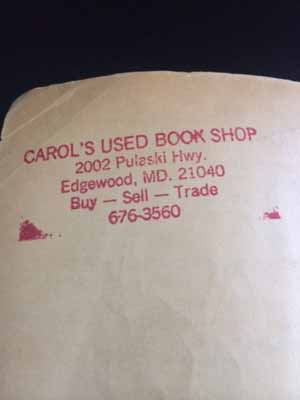 CAROL'S USED BOOK SHOP
2002 Pulaski Hwy.
Edgewood, MD. 21040
Buy — Sell — Trade
676-3560